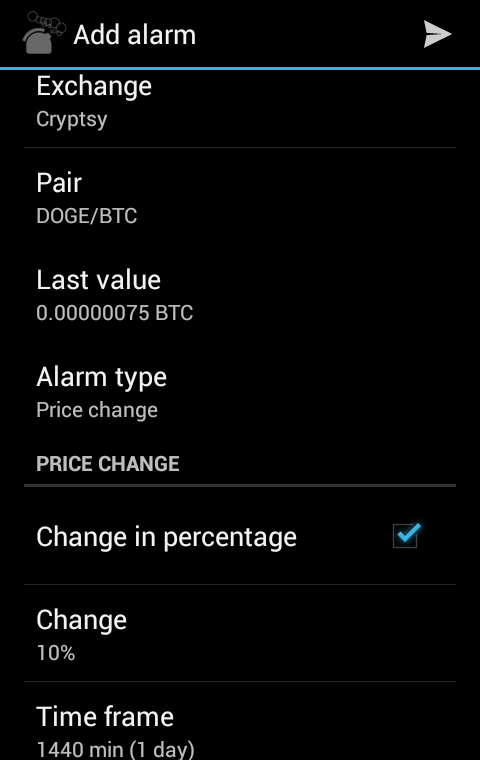 Add alarm
Exchange
Cryptsy
Pair
DOGE/BTC
Last value
0.00000075 BTC
Alarm type
Price change
PRICE CHANGE
Change in percentage
Change
10%
Time frame
1440 min (1 day)